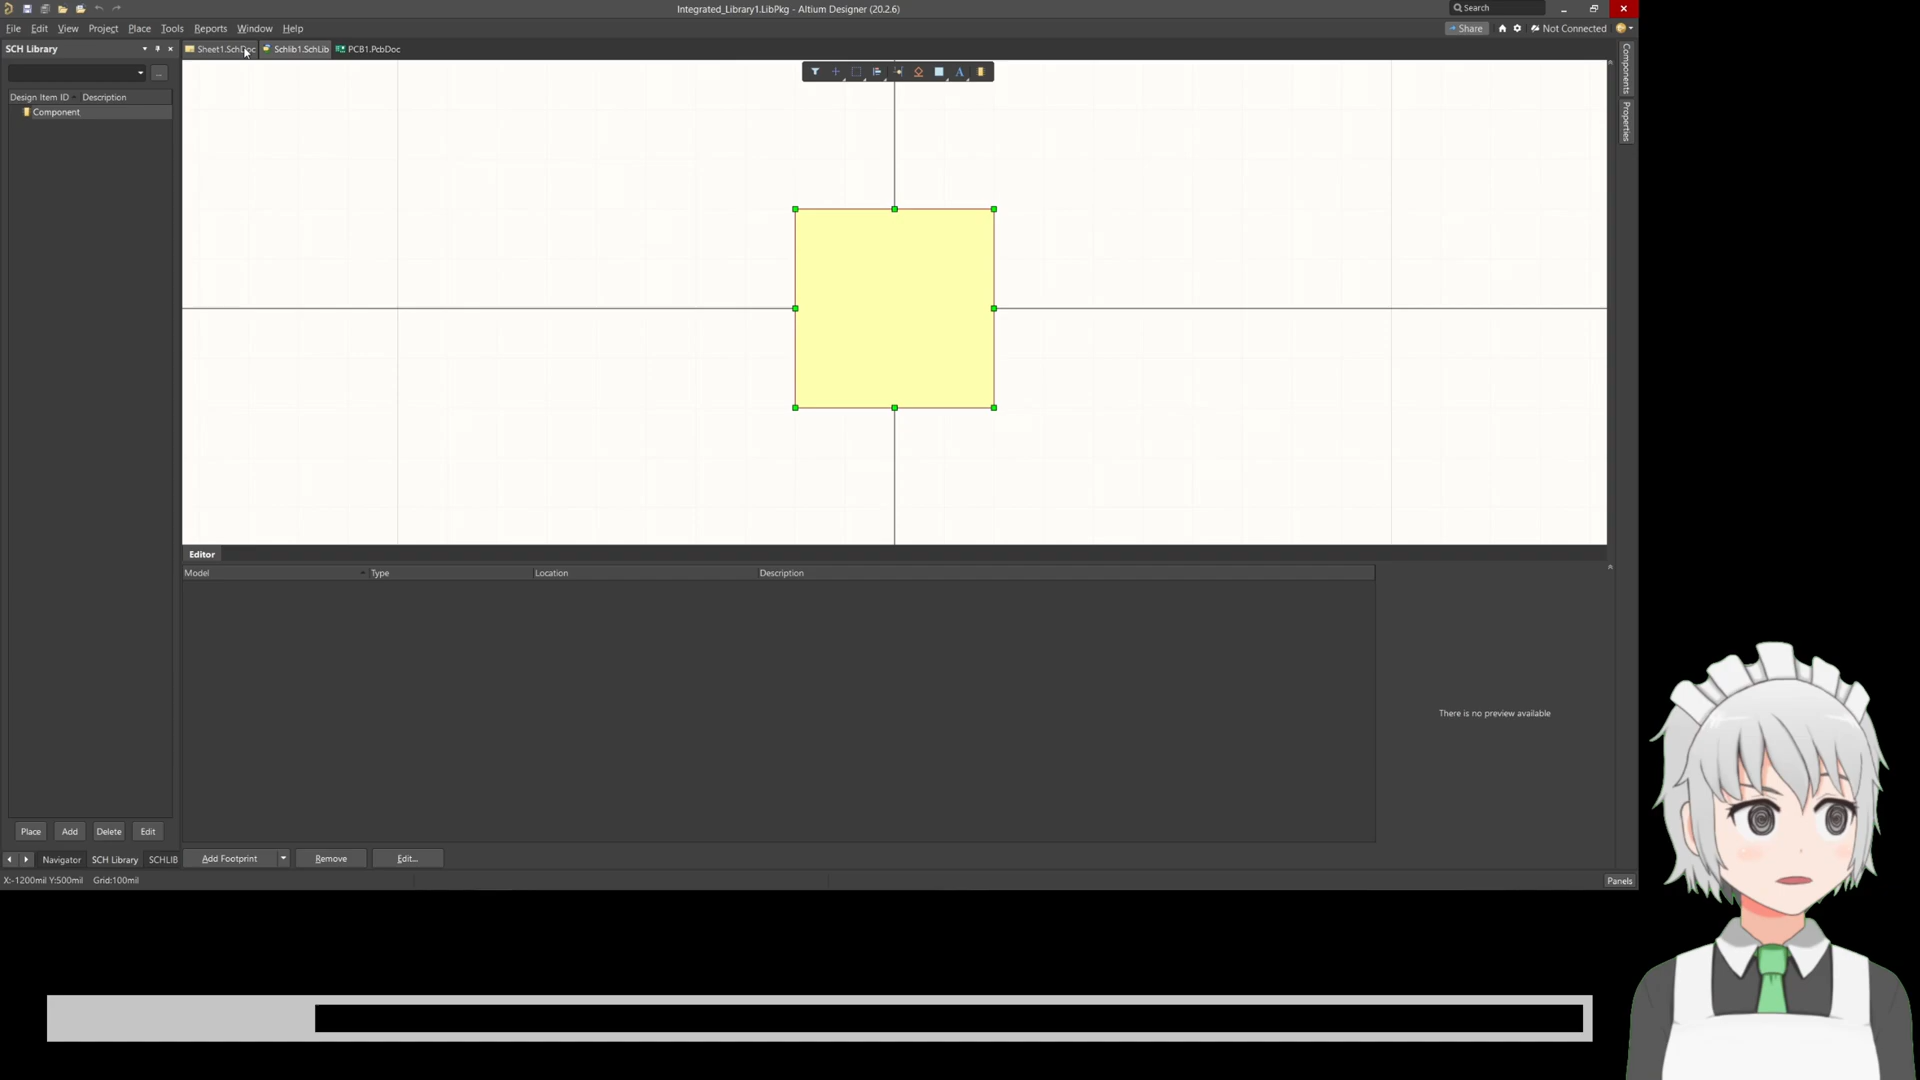 Integrated_Library1.LibPkg - Altium Designer (20.2.6)
Search
File Edit View Project Place Tools Reports Window Help
Share
Not Connected
SCH Library
Sheet1.SchDoc Schlib1.SchLib PCB1.PcbDoc
...
Design Item ID Description
Component
A
Components
Properties
Editor
Model Type Location Description
There is no preview available
Place Add Delete Edit
Navigator SCH Library SCHLIB
Add Footprint Remove Edit...
X:-1200mil Y:500mil Grid:100mil
Panels